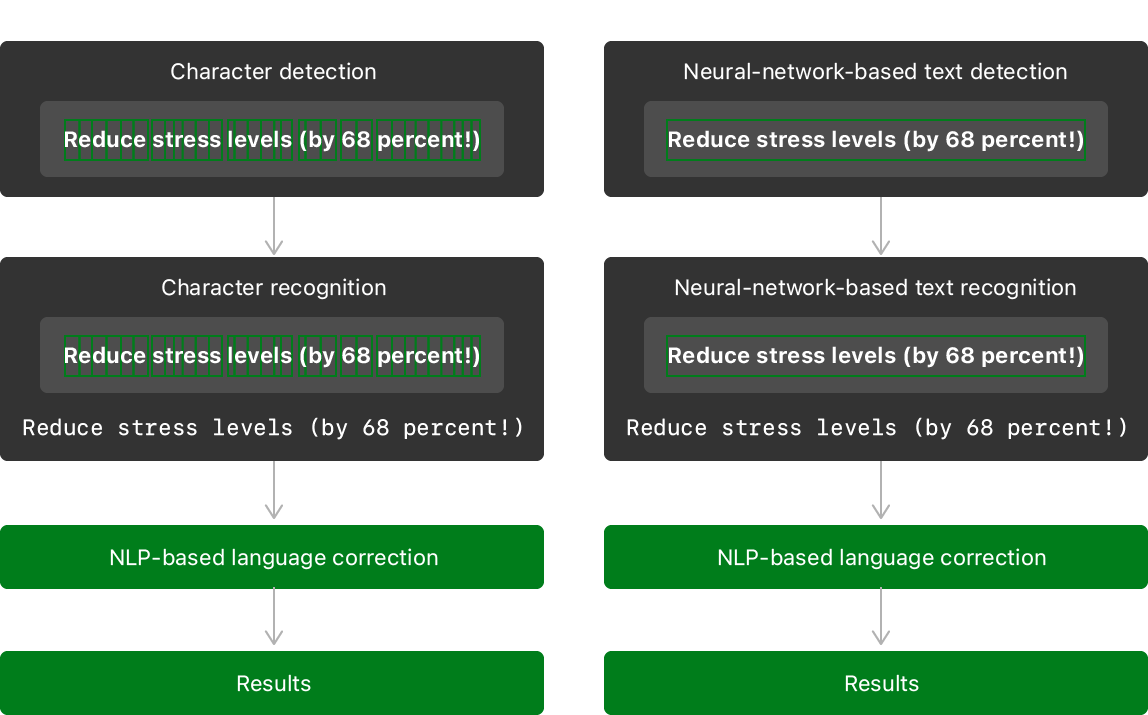 Character detection
Reduce stress levels (by 68 percent!)
Character recognition
Reduce stress levels (by 68 percent!)
Reduce stress levels (by 68 percent!)
NLP-based language correction
Results
Neural-network-based text detection
Reduce stress levels (by 68 percent!)
Neural-network-based text recognition
Reduce stress levels (by 68 percent!)
Reduce stress levels (by 68 percent!)
NLP-based language correction
Results